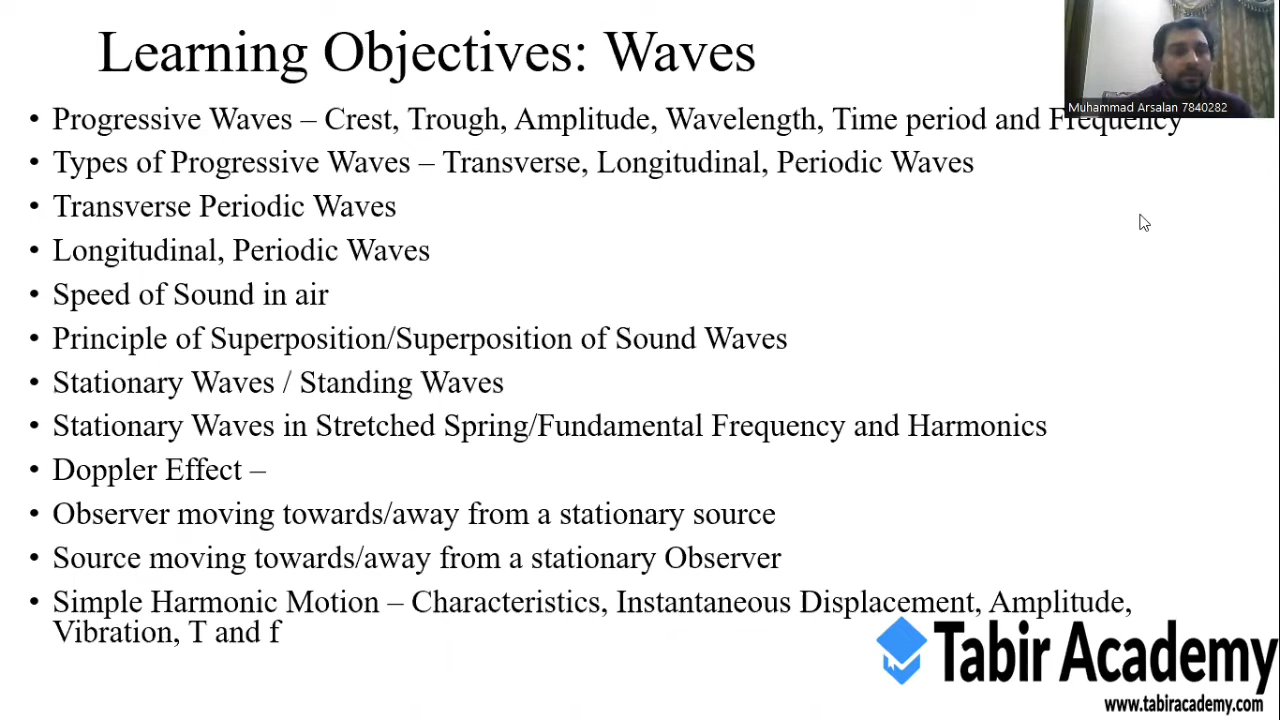 Learning Objectives: Waves
Muhammad Arsalan 7840282
• Progressive Waves – Crest, Trough, Amplitude, Wavelength, Time period and Frequency
• Types of Progressive Waves – Transverse, Longitudinal, Periodic Waves
• Transverse Periodic Waves
• Longitudinal, Periodic Waves
• Speed of Sound in air
• Principle of Superposition/Superposition of Sound Waves
• Stationary Waves / Standing Waves
• Stationary Waves in Stretched Spring/Fundamental Frequency and Harmonics
• Doppler Effect –
• Observer moving towards/away from a stationary source
• Source moving towards/away from a stationary Observer
• Simple Harmonic Motion – Characteristics, Instantaneous Displacement, Amplitude,
Vibration, T and f
Tabir Academy
www.tabiracademy.com